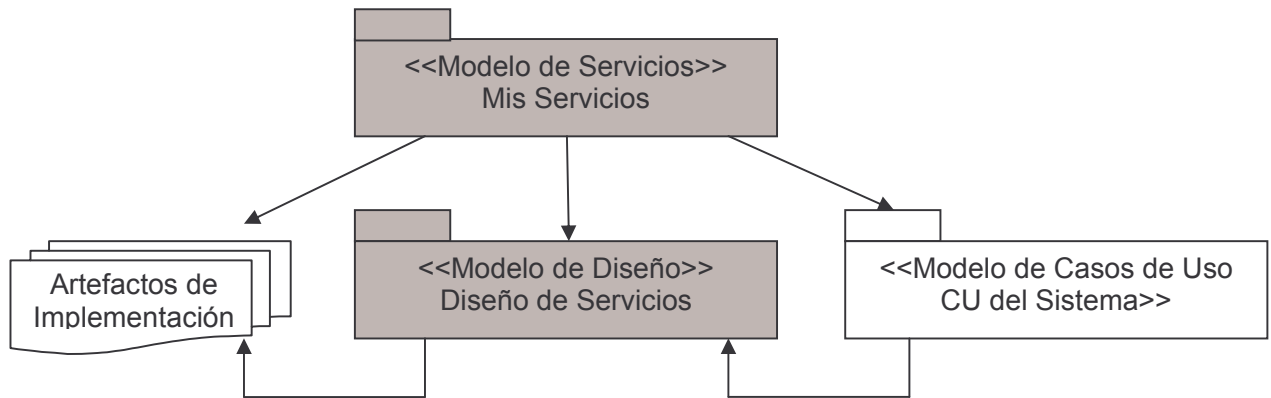 <<Modelo de Servicios>>
Mis Servicios
Artefactos de
Implementación
<<Modelo de Diseño>>
Diseño de Servicios
<<Modelo de Casos de Uso
CU del Sistema>>